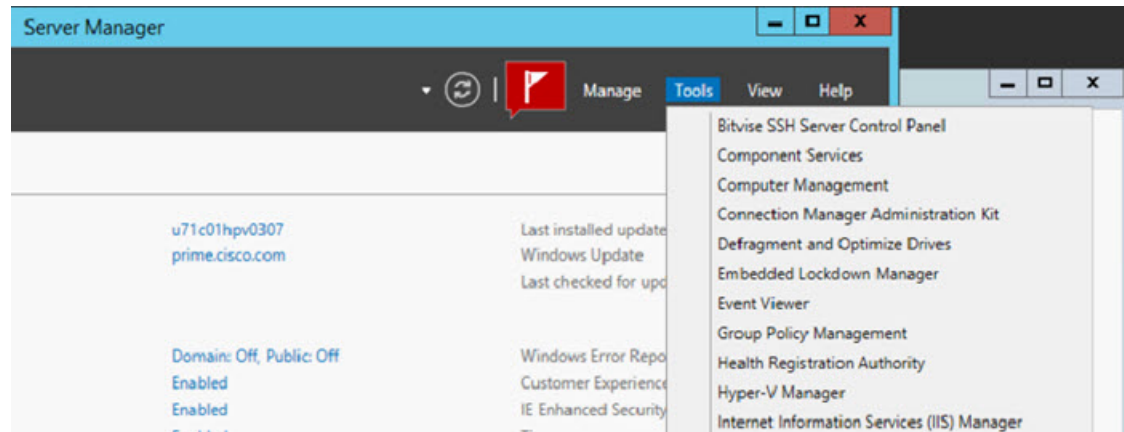 Server Manager
Manage Tools View Help
Bitvise SSH Server Control Panel
Component Services
Computer Management
Connection Manager Administration Kit
Defragment and Optimize Drives
Embedded Lockdown Manager
Event Viewer
Group Policy Management
Health Registration Authority
Hyper-V Manager
Internet Information Services (IIS) Manager
u71c01hpv0307
prime.cisco.com
Last installed update
Windows Update
Last checked for upd
Domain: Off, Public: Off
Enabled
Enabled
Windows Error Repo
Customer Experience
IE Enhanced Security